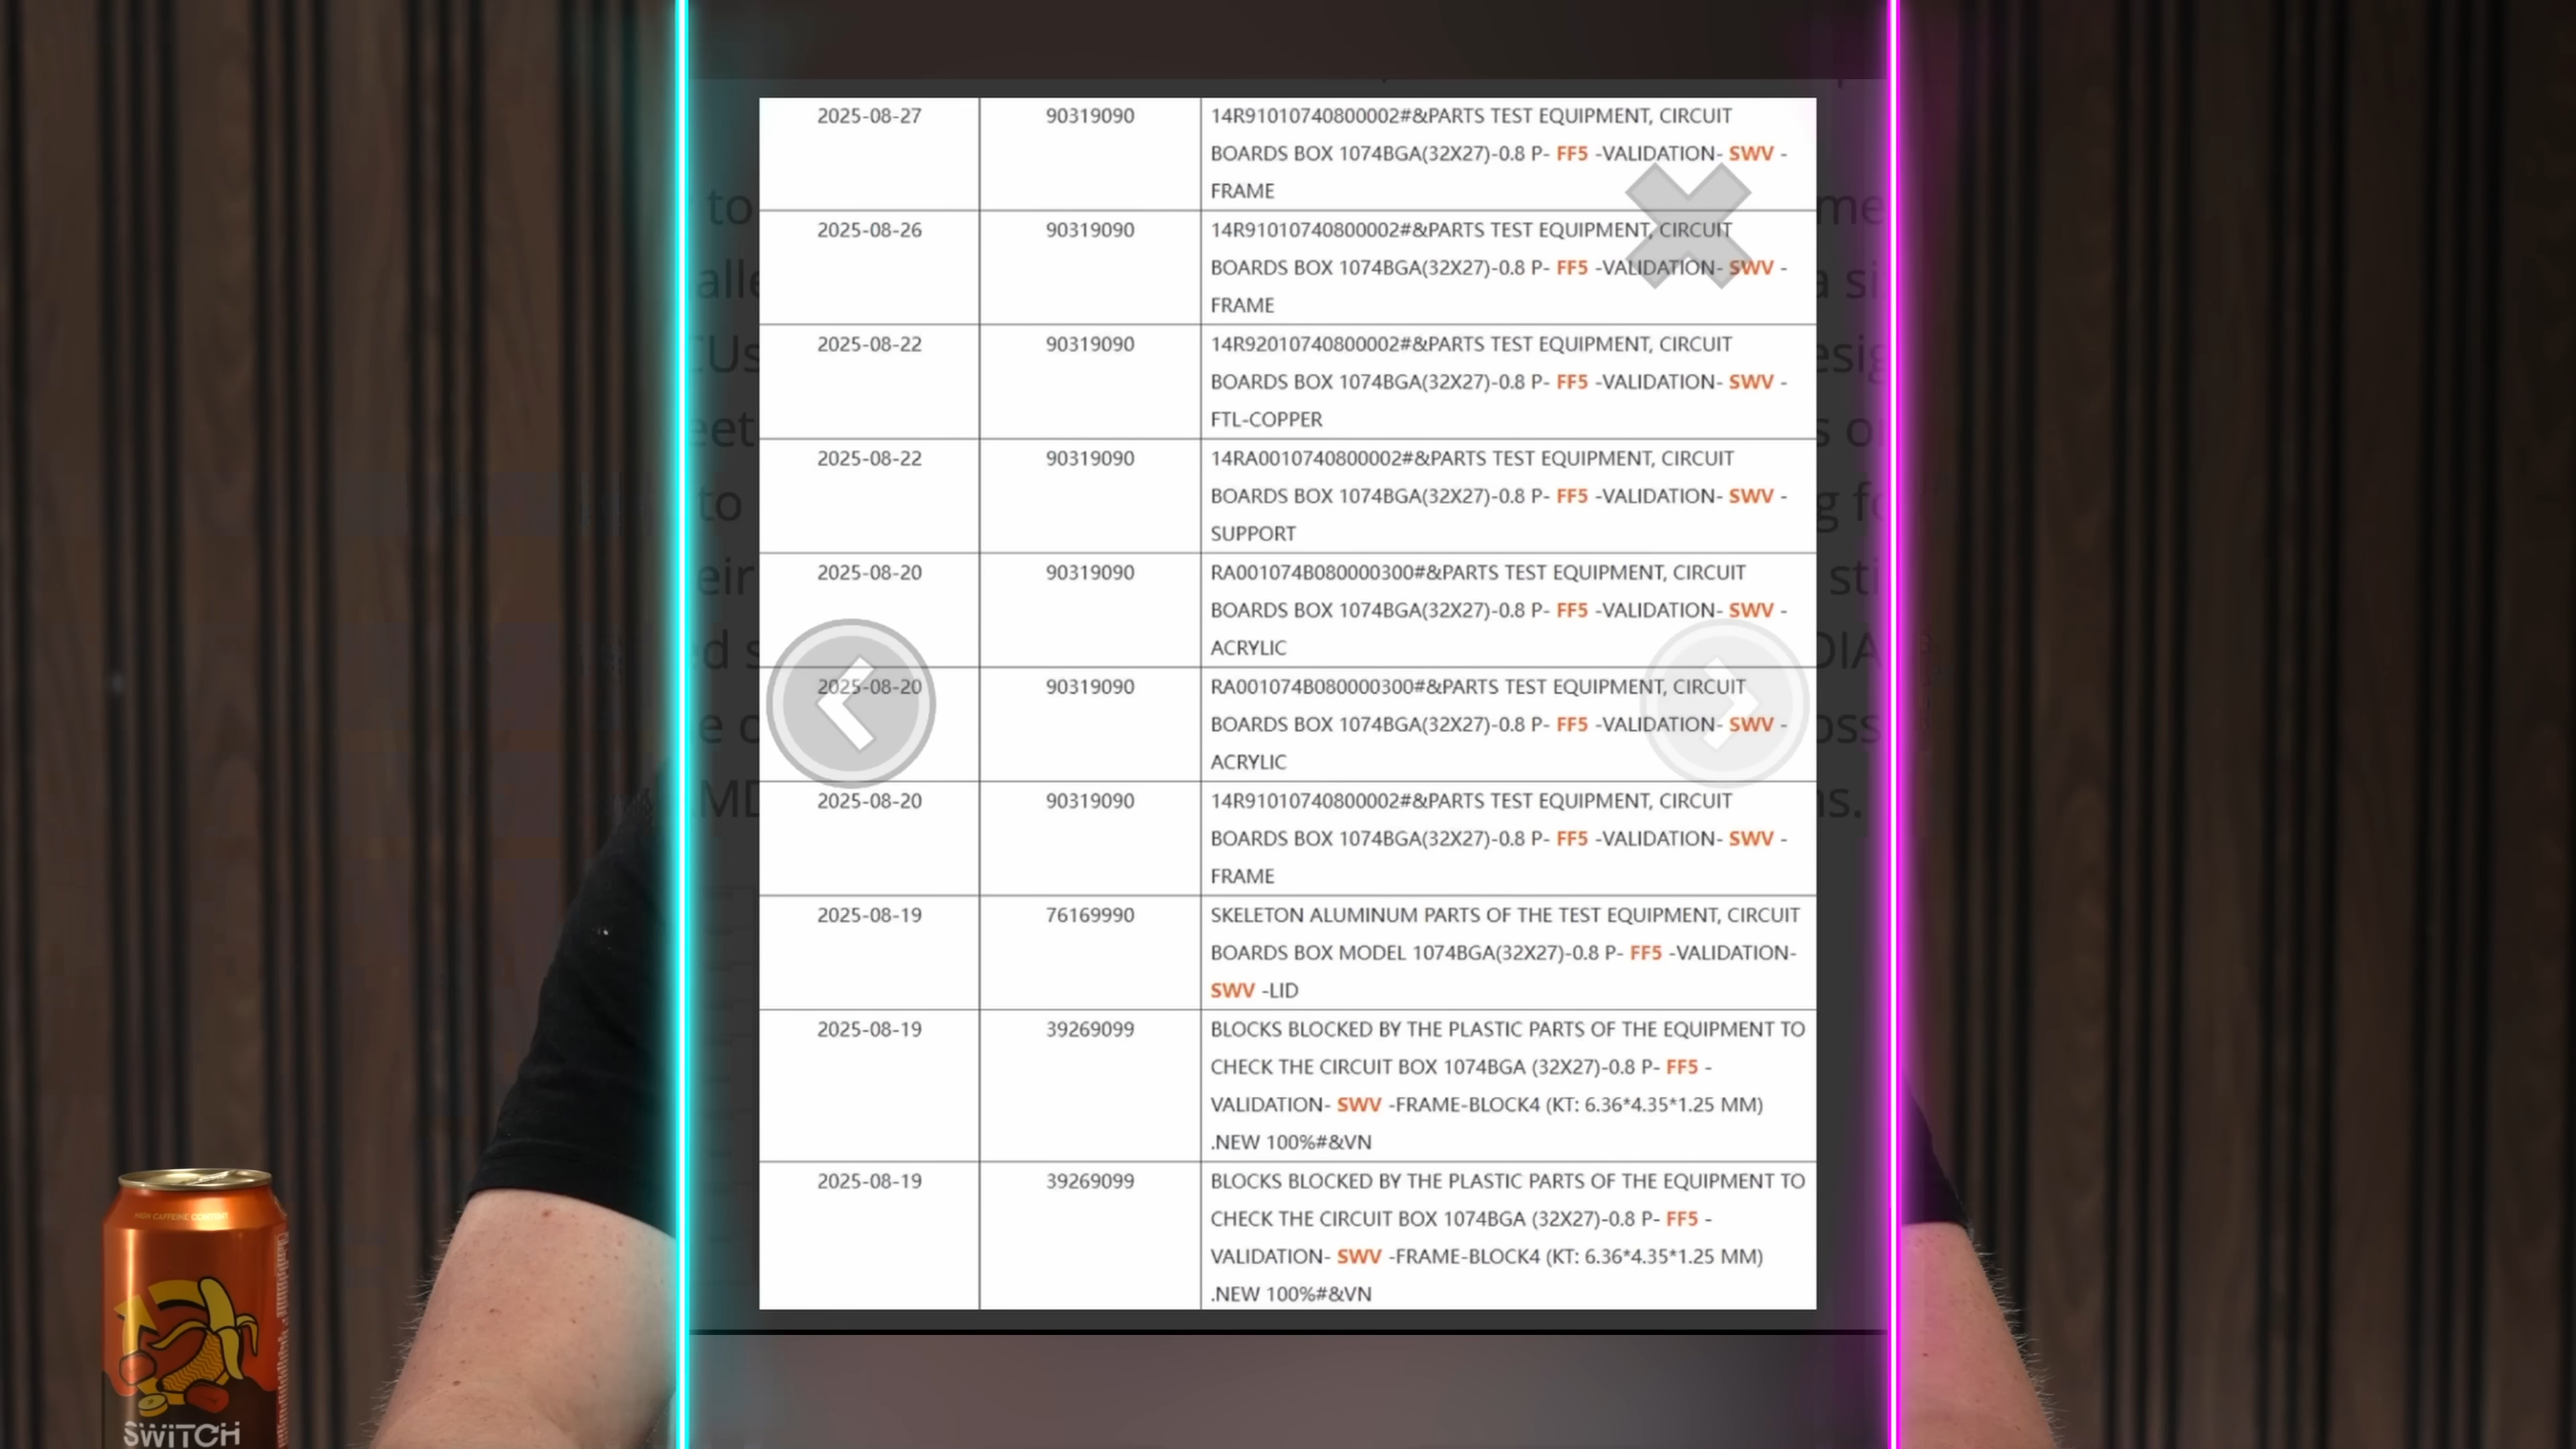 2025-08-27 90319090 14R91010740800002#&PARTS TEST EQUIPMENT, CIRCUIT
BOARDS BOX 1074BGA(32X27)-0.8 P- FF5 -VALIDATION- SWV -
FRAME
2025-08-26 90319090 14R91010740800002#&PARTS TEST EQUIPMENT, CIRCUIT
BOARDS BOX 1074BGA(32X27)-0.8 P- FF5 -VALIDATION- SWV -
FRAME
2025-08-22 90319090 14R92010740800002#&PARTS TEST EQUIPMENT, CIRCUIT
BOARDS BOX 1074BGA(32X27)-0.8 P- FF5 -VALIDATION- SWV -
FTL-COPPER
2025-08-22 90319090 14RA0010740800002#&PARTS TEST EQUIPMENT, CIRCUIT
BOARDS BOX 1074BGA(32X27)-0.8 P- FF5 -VALIDATION- SWV -
SUPPORT
2025-08-20 90319090 RA001074B080000300#&PARTS TEST EQUIPMENT, CIRCUIT
BOARDS BOX 1074BGA(32X27)-0.8 P- FF5 -VALIDATION- SWV -
ACRYLIC
2025-08-20 90319090 RA001074B080000300#&PARTS TEST EQUIPMENT, CIRCUIT
BOARDS BOX 1074BGA(32X27)-0.8 P- FF5 -VALIDATION- SWV -
ACRYLIC
2025-08-20 90319090 14R91010740800002#&PARTS TEST EQUIPMENT, CIRCUIT
BOARDS BOX 1074BGA(32X27)-0.8 P- FF5 -VALIDATION- SWV -
FRAME
2025-08-19 76169990 SKELETON ALUMINUM PARTS OF THE TEST EQUIPMENT, CIRCUIT
BOARDS BOX MODEL 1074BGA(32X27)-0.8 P- FF5 -VALIDATION-
SWV -LID
2025-08-19 39269099 BLOCKS BLOCKED BY THE PLASTIC PARTS OF THE EQUIPMENT TO
CHECK THE CIRCUIT BOX 1074BGA (32X27)-0.8 P- FF5 -
VALIDATION- SWV -FRAME-BLOCK4 (KT: 6.36*4.35*1.25 MM)
.NEW 100%#&VN
2025-08-19 39269099 BLOCKS BLOCKED BY THE PLASTIC PARTS OF THE EQUIPMENT TO
CHECK THE CIRCUIT BOX 1074BGA (32X27)-0.8 P- FF5 -
VALIDATION- SWV -FRAME-BLOCK4 (KT: 6.36*4.35*1.25 MM)
.NEW 100%#&VN
HIGH CAFFEINE CONTENT
SWiTCH